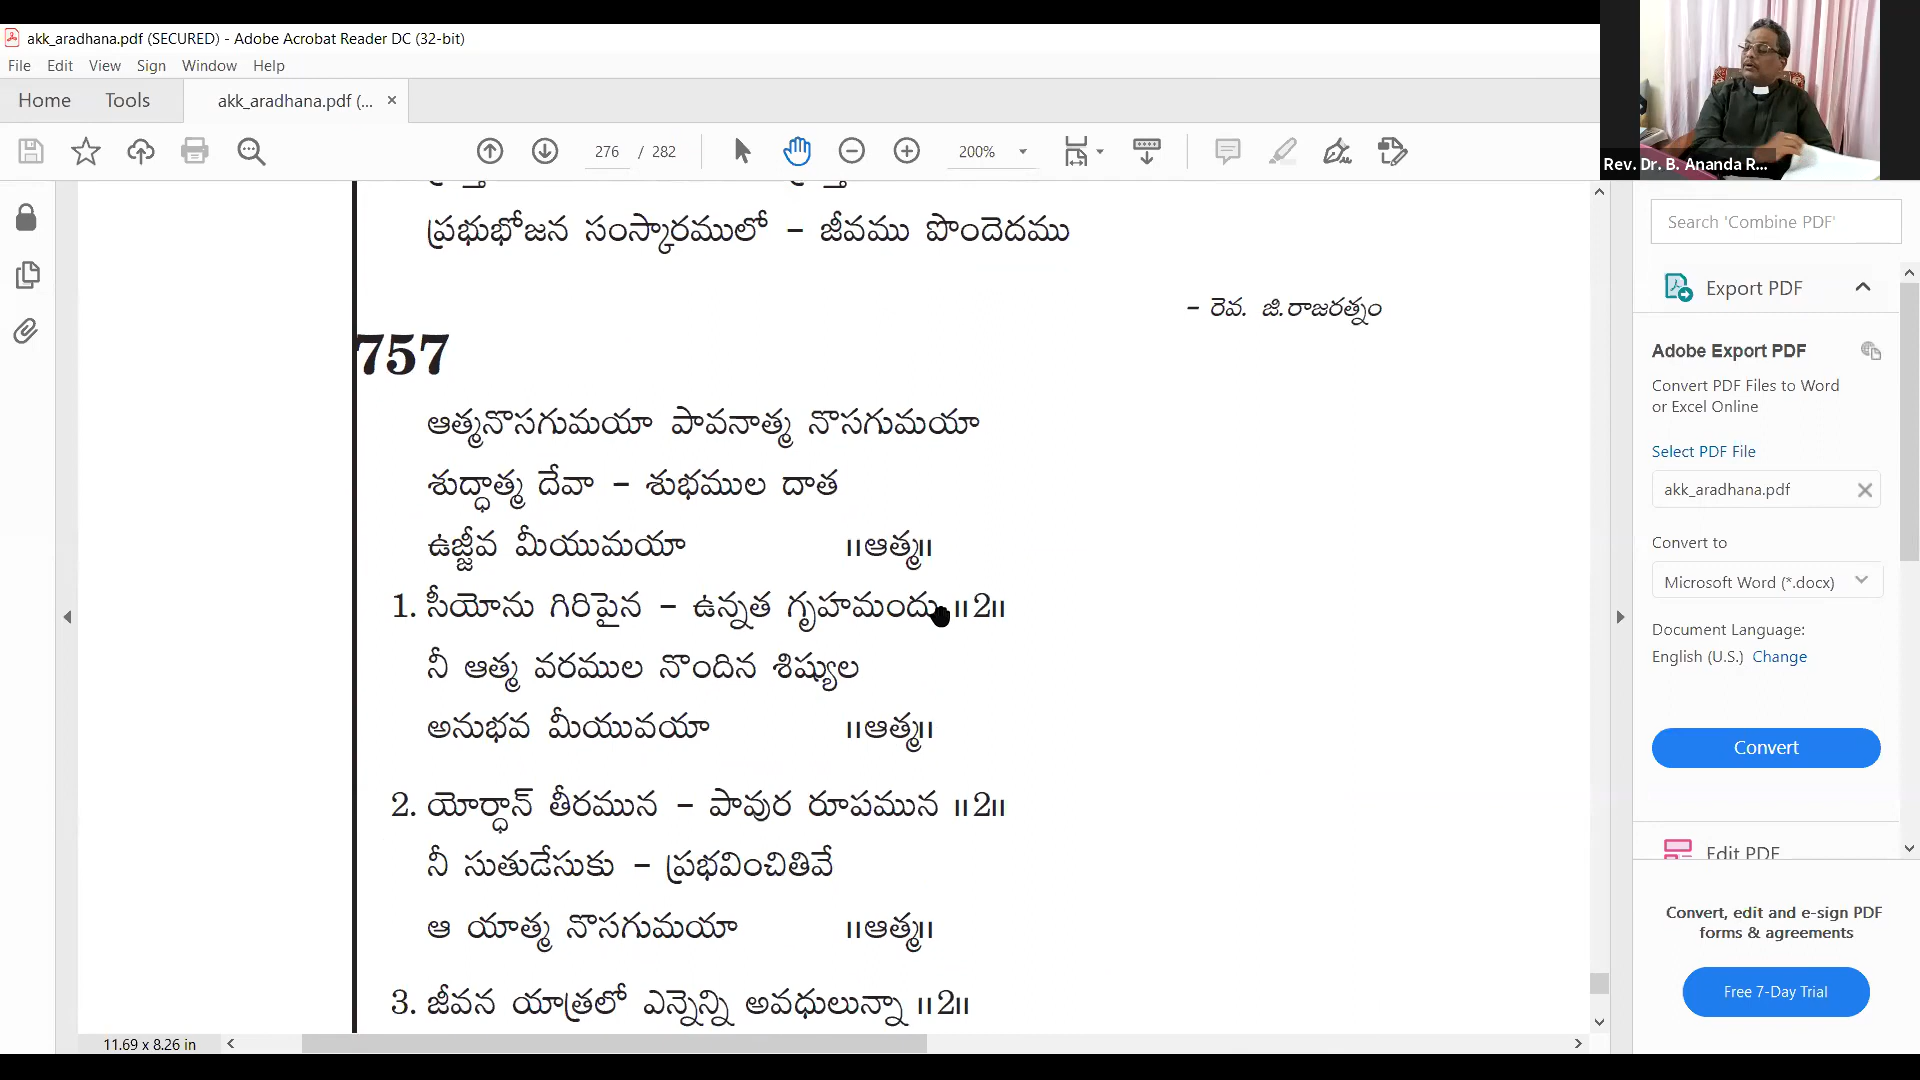 akk_aradhana.pdf (SECURED) - Adobe Acrobat Reader DC (32-bit)
File Edit View Sign Window Help
Home Tools akk_aradhana.pdf (...
276 / 282 200%
Rev. Dr. B. Ananda R...
ప్రభుభోజన సంస్కారములో - జీవము పొందెదము
- రెవ. జి.రాజరత్నం
757
ఆత్మనొసగుమయా పావనాత్మ నొసగుమయా
శుద్ధాత్మ దేవా - శుభముల దాత
ఉజ్జీవ మీయుమయా ॥ఆత్మ॥
1. సీయోను గిరిపైన - ఉన్నత గృహమందు ॥2॥
నీ ఆత్మ వరముల నొందిన శిష్యుల
అనుభవ మీయువయా ॥ఆత్మ॥
2. యోర్ధాన్ తీరమున - పావుర రూపమున ॥2॥
నీ సుతుడేసుకు - ప్రభవించితివే
ఆ యాత్మ నొసగుమయా ॥ఆత్మ॥
3. జీవన యాత్రలో ఎన్నెన్ని అవధులున్నా ॥2॥
11.69 x 8.26 in
Search 'Combine PDF'
Export PDF
Adobe Export PDF
Convert PDF Files to Word
or Excel Online
Select PDF File
akk_aradhana.pdf
Convert to
Microsoft Word (*.docx)
Document Language:
English (U.S.) Change
Convert
Edit PDF
Convert, edit and e-sign PDF
forms & agreements
Free 7-Day Trial